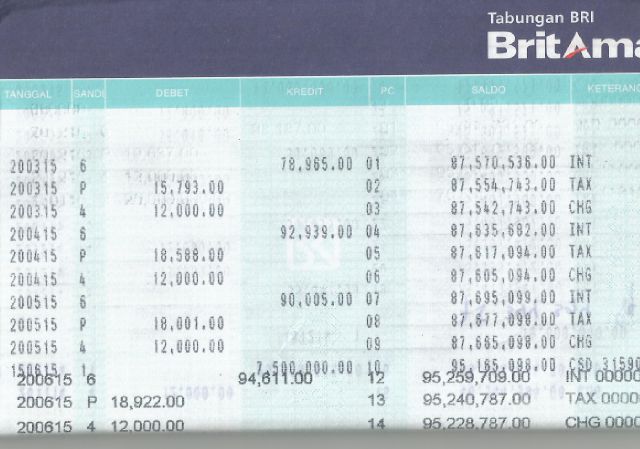 Tabungan BRI
BritAma
TANGGAL SANDI DEBET KREDIT PC SALDO KETERANG
200315 6 78,965.00 01 87,570,536.00 INT
200315 P 15,793.00 02 87,554,743.00 TAX
200315 4 12,000.00 03 87,542,743.00 CHG
200415 6 92,939.00 04 87,635,682.00 INT
200415 P 18,588.00 05 87,617,094.00 TAX
200415 4 12,000.00 06 87,605,094.00 CHG
200515 6 90,005.00 07 87,695,099.00 INT
200515 P 18,001.00 08 87,677,098.00 TAX
200515 4 12,000.00 09 87,665,098.00 CHG
150615 1 7,500,000.00 10 95,165,098.00 CSD 31590
200615 6 94,611.00 12 95,259,709.00 INT 00000
200615 P 18,922.00 13 95,240,787.00 TAX 0000
200615 4 12,000.00 14 95,228,787.00 CHG 0000